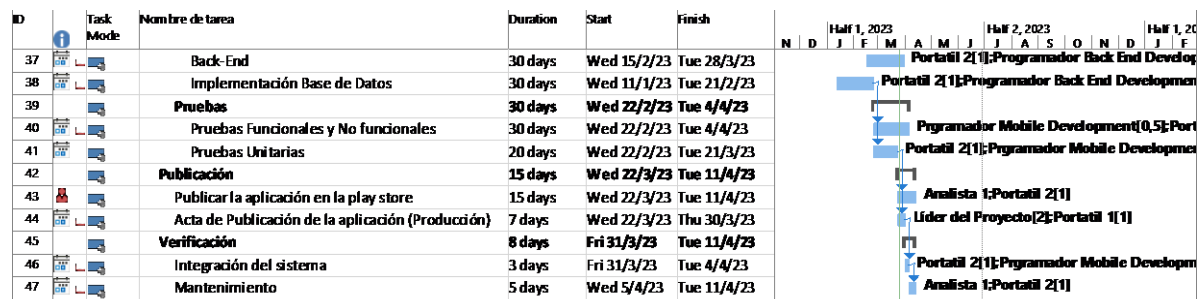 ID Task Mode Nombre de tarea Duration Start Finish
Half 1, 2023 Half 2, 2023 Half 1, 20
N D J F M A M J J A S O N D J F
37 Back-End 30 days Wed 15/2/23 Tue 28/3/23 Portatil 2[1];Programador Back End Develop
38 Implementación Base de Datos 30 days Wed 11/1/23 Tue 21/2/23 Portatil 2[1];Programador Back End Developmen
39 Pruebas 30 days Wed 22/2/23 Tue 4/4/23
40 Pruebas Funcionales y No funcionales 30 days Wed 22/2/23 Tue 4/4/23 Prgramador Mobile Development[0,5];Port
41 Pruebas Unitarias 20 days Wed 22/2/23 Tue 21/3/23 Portatil 2[1];Prgramador Mobile Developmen
42 Publicación 15 days Wed 22/3/23 Tue 11/4/23
43 Publicar la aplicación en la play store 15 days Wed 22/3/23 Tue 11/4/23 Analista 1;Portatil 2[1]
44 Acta de Publicación de la aplicación (Producción) 7 days Wed 22/3/23 Thu 30/3/23 Líder del Proyecto[2];Portatil 1[1]
45 Verificación 8 days Fri 31/3/23 Tue 11/4/23
46 Integración del sistema 3 days Fri 31/3/23 Tue 4/4/23 Portatil 2[1];Prgramador Mobile Developm
47 Mantenimiento 5 days Wed 5/4/23 Tue 11/4/23 Analista 1;Portatil 2[1]